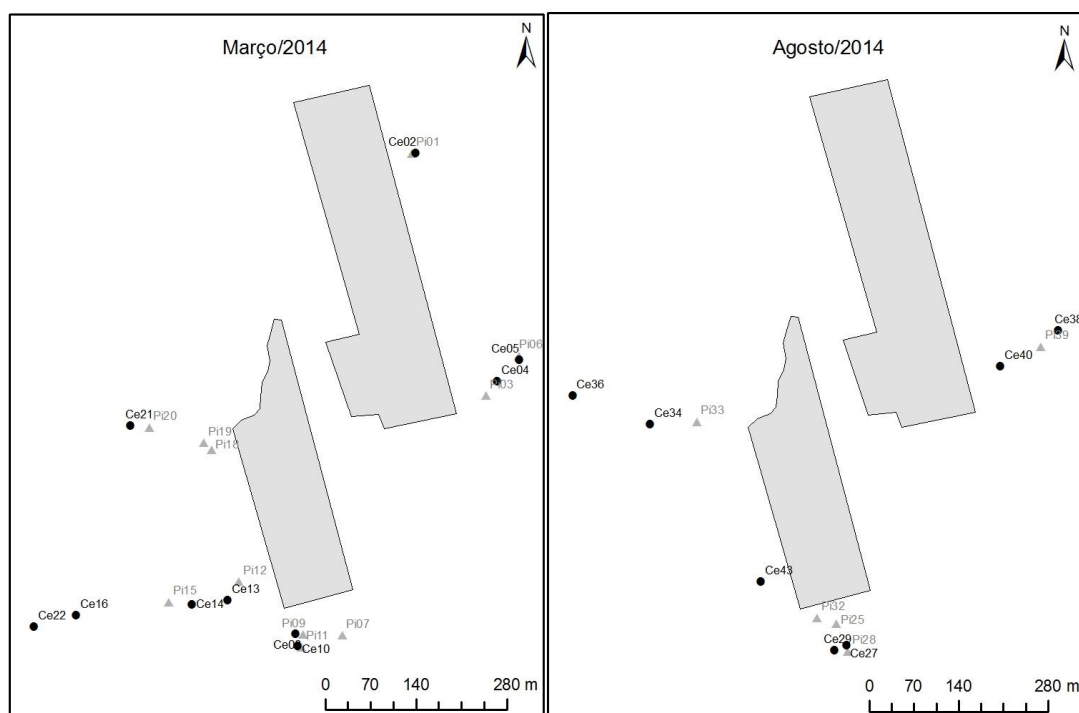 Março/2014
N
Ce02 Pi01
Ce05 Pi06
Ce04
Pi03
Ce21 Pi20
Pi19
Pi18
Pi12
Pi15 Ce13
Ce14
Ce16
Ce22
Pi09 Pi11 Pi07
Ce10
0 70 140 280 m
Agosto/2014
N
Ce38
Pi39
Ce40
Ce36
Ce34 Pi33
Ce43
Pi32
Pi25
Ce29 Pi28
Ce27
0 70 140 280 m